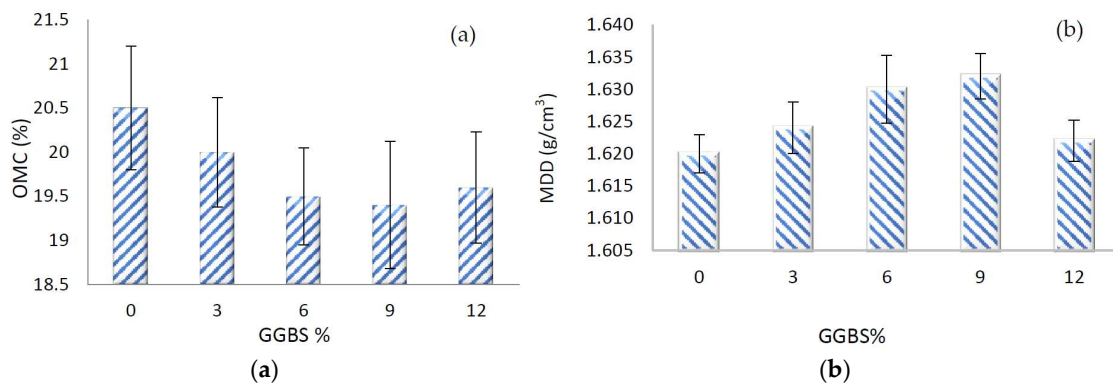 21.5
21
20.5
20
19.5
19
18.5
OMC (%)
(a)
0 3 6 9 12
GGBS %
(a)
1.640
1.635
1.630
1.625
1.620
1.615
1.610
1.605
MDD (g/cm³)
(b)
0 3 6 9 12
GGBS%
(b)